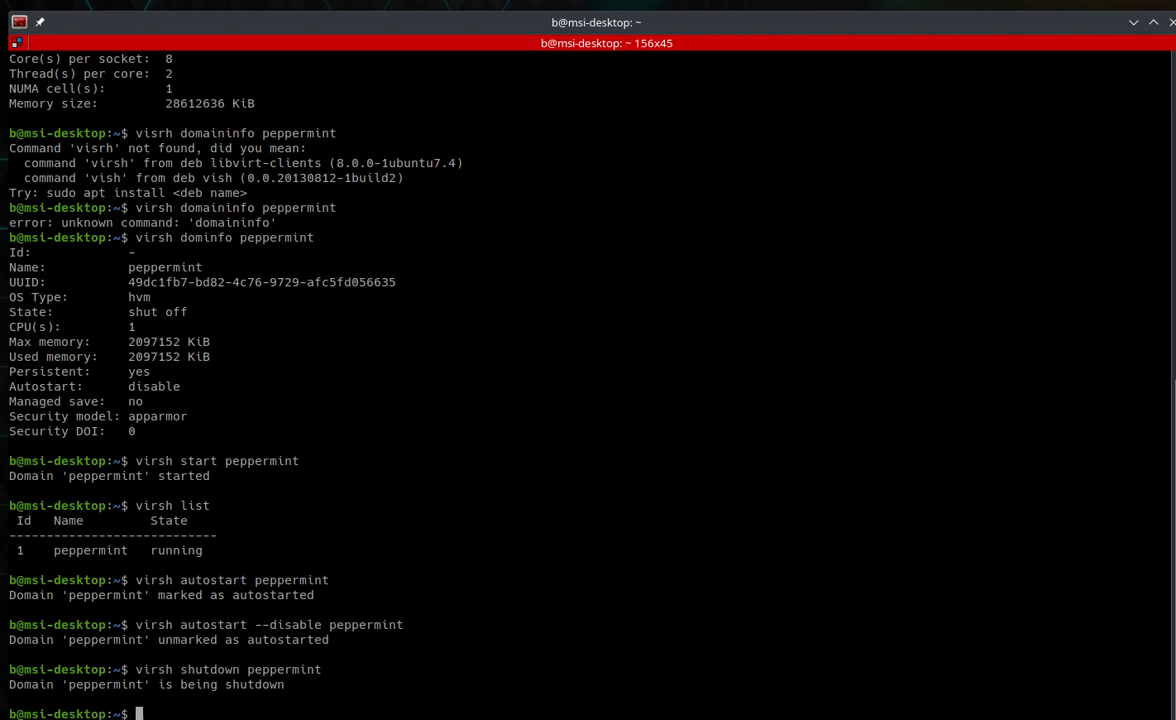 b@msi-desktop: ~
b@msi-desktop: ~ 156x45
Core(s) per socket:  8
Thread(s) per core:  2
NUMA cell(s):        1
Memory size:         28612636 KiB

b@msi-desktop:~$ visrh domaininfo peppermint
Command 'visrh' not found, did you mean:
  command 'virsh' from deb libvirt-clients (8.0.0-1ubuntu7.4)
  command 'vish' from deb vish (0.0.20130812-1build2)
Try: sudo apt install <deb name>
b@msi-desktop:~$ virsh domaininfo peppermint
error: unknown command: 'domaininfo'
b@msi-desktop:~$ virsh dominfo peppermint
Id:             -
Name:           peppermint
UUID:           49dc1fb7-bd82-4c76-9729-afc5fd056635
OS Type:        hvm
State:          shut off
CPU(s):         1
Max memory:     2097152 KiB
Used memory:    2097152 KiB
Persistent:     yes
Autostart:      disable
Managed save:   no
Security model: apparmor
Security DOI:   0

b@msi-desktop:~$ virsh start peppermint
Domain 'peppermint' started

b@msi-desktop:~$ virsh list
 Id   Name         State
----------------------------
 1    peppermint   running

b@msi-desktop:~$ virsh autostart peppermint
Domain 'peppermint' marked as autostarted

b@msi-desktop:~$ virsh autostart --disable peppermint
Domain 'peppermint' unmarked as autostarted

b@msi-desktop:~$ virsh shutdown peppermint
Domain 'peppermint' is being shutdown

b@msi-desktop:~$